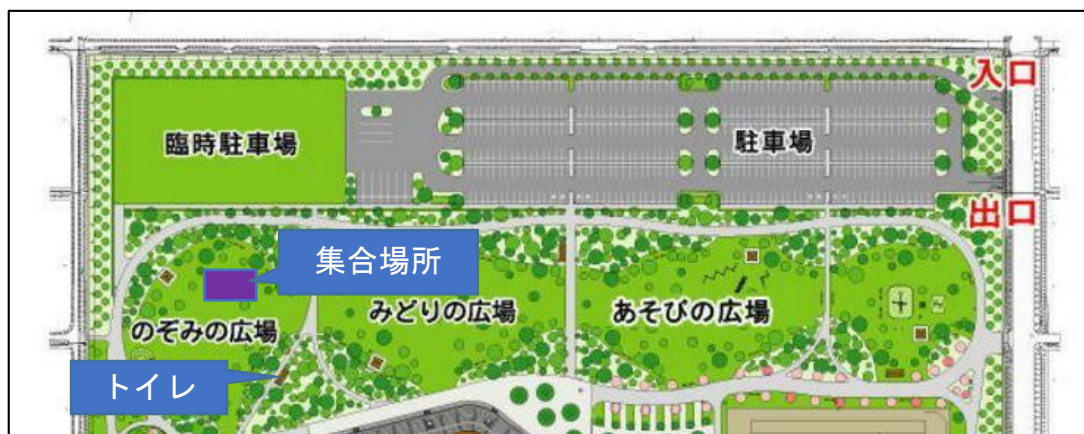 入口
臨時駐車場
駐車場
出口
集合場所
みどりの広場
あそびの広場
のぞみの広場
トイレ